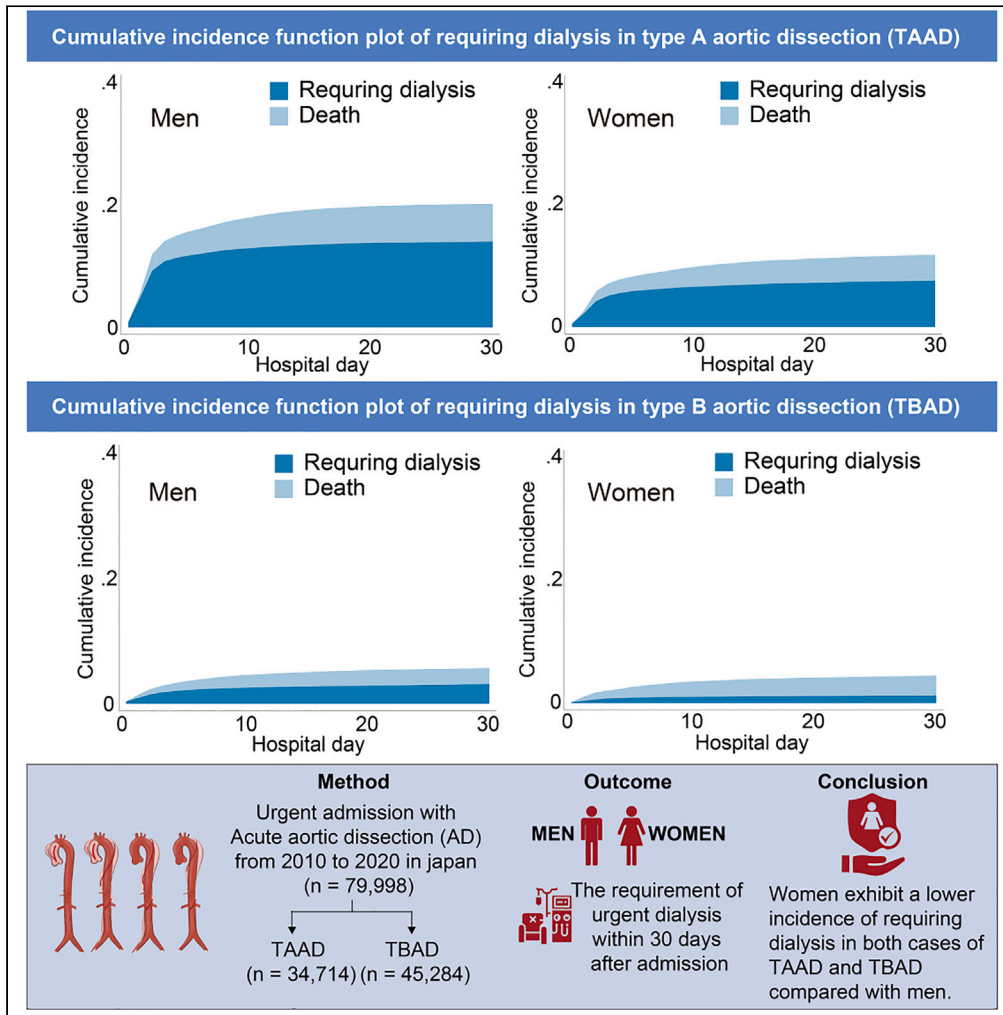 Cumulative incidence function plot of requiring dialysis in type A aortic dissection (TAAD)
.4
.2
0
Cumulative incidence
Men
Requring dialysis
Death
0 10 20 30
Hospital day
.4
.2
0
Cumulative incidence
Women
Requring dialysis
Death
0 10 20 30
Hospital day
Cumulative incidence function plot of requiring dialysis in type B aortic dissection (TBAD)
.4
.2
0
Cumulative incidence
Men
Requring dialysis
Death
0 10 20 30
Hospital day
.4
.2
0
Cumulative incidence
Women
Requring dialysis
Death
0 10 20 30
Hospital day
Method
Urgent admission with
Acute aortic dissection (AD)
from 2010 to 2020 in japan
(n = 79,998)
TAAD
(n = 34,714)
TBAD
(n = 45,284)
Outcome
MEN
WOMEN
The requirement of
urgent dialysis
within 30 days
after admission
Conclusion
Women exhibit a lower
incidence of requiring
dialysis in both cases of
TAAD and TBAD
compared with men.